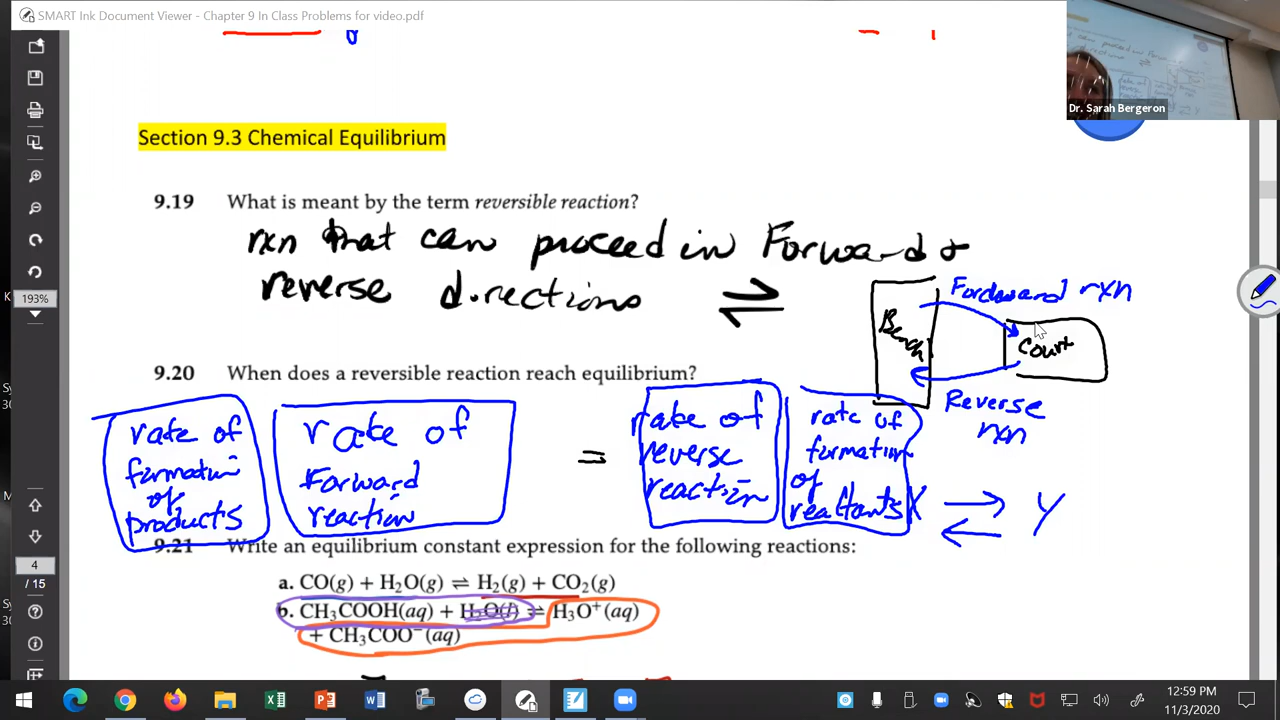 SMART Ink Document Viewer - Chapter 9 In Class Problems for video.pdf
Dr. Sarah Bergeron
Section 9.3 Chemical Equilibrium
9.19 What is meant by the term reversible reaction?
rxn that can proceed in Forward &
reverse directions ⇌
Fordward rxn
Bench
Court
Reverse
rxn
193%
9.20 When does a reversible reaction reach equilibrium?
rate of
formation
of
products
rate of
Forward
reaction
=
rate of
reverse
reaction
rate of
formation
of
reactants
X ⇌ Y
9.21 Write an equilibrium constant expression for the following reactions:
a. CO(g) + H₂O(g) ⇌ H₂(g) + CO₂(g)
b. CH₃COOH(aq) + H₂O(l) ⇌ H₃O⁺(aq)
+ CH₃COO⁻(aq)
4
/ 15
12:59 PM
11/3/2020